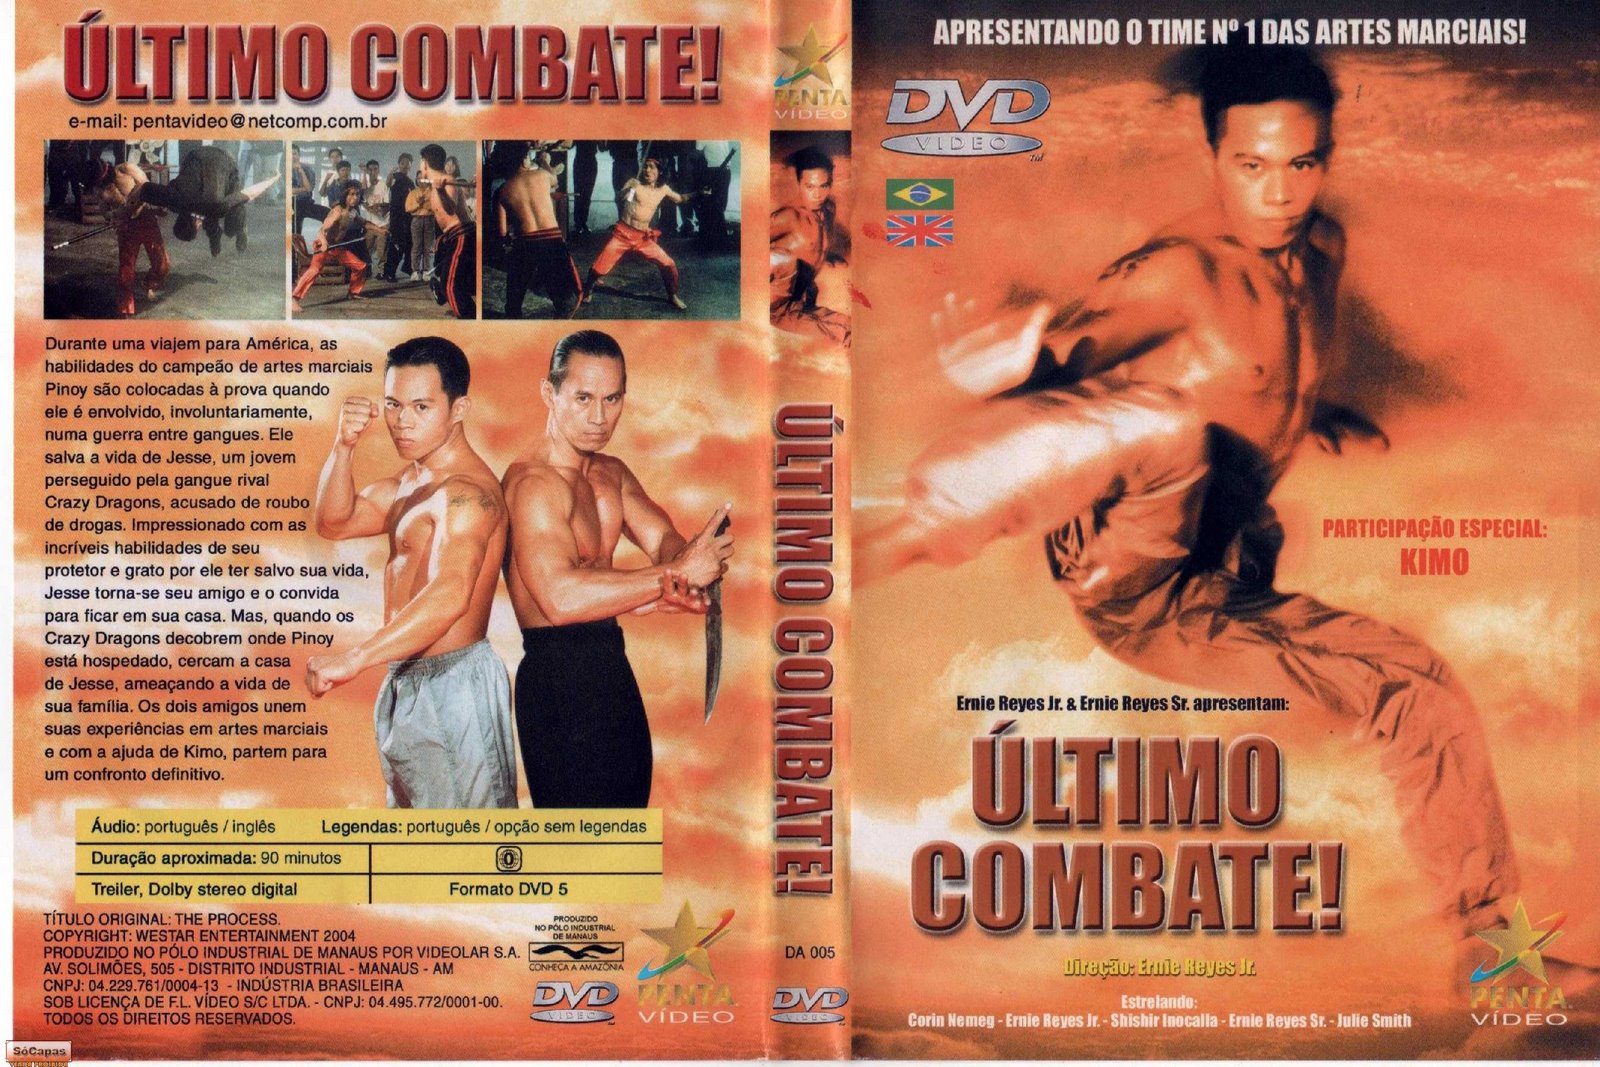 ÚLTIMO COMBATE!
e-mail: pentavideo@netcomp.com.br
Durante uma viajem para América, as
habilidades do campeão de artes marciais
Pinoy são colocadas à prova quando
ele é envolvido, involuntariamente,
numa guerra entre gangues. Ele
salva a vida de Jesse, um jovem
perseguido pela gangue rival
Crazy Dragons, acusado de roubo
de drogas. Impressionado com as
incríveis habilidades de seu
protetor e grato por ele ter salvo sua vida,
Jesse torna-se seu amigo e o convida
para ficar em sua casa. Mas, quando os
Crazy Dragons decobrem onde Pinoy
está hospedado, cercam a casa
de Jesse, ameaçando a vida de
sua família. Os dois amigos unem
suas experiências em artes marciais
e com a ajuda de Kimo, partem para
um confronto definitivo.
Áudio: português / inglês Legendas: português / opção sem legendas
Duração aproximada: 90 minutos 0
Treiler, Dolby stereo digital Formato DVD 5
TÍTULO ORIGINAL: THE PROCESS.
COPYRIGHT: WESTAR ENTERTAINMENT 2004
PRODUZIDO NO PÓLO INDUSTRIAL DE MANAUS POR VIDEOLAR S.A.
AV. SOLIMÕES, 505 - DISTRITO INDUSTRIAL - MANAUS - AM
CNPJ: 04.229.761/0004-13 - INDÚSTRIA BRASILEIRA
SOB LICENÇA DE F.L. VÍDEO S/C LTDA. - CNPJ: 04.495.772/0001-00.
TODOS OS DIREITOS RESERVADOS.
PRODUZIDO
NO PÓLO INDUSTRIAL
DE MANAUS
CONHEÇA A AMAZÔNIA
DVD
VIDEO
PENTA
VÍDEO
SóCapas
PENTA
VÍDEO
ÚLTIMO COMBATE!
DA 005
DVD
VIDEO
APRESENTANDO O TIME Nº 1 DAS ARTES MARCIAIS!
DVD
VIDEO TM
PARTICIPAÇÃO ESPECIAL:
KIMO
Ernie Reyes Jr. & Ernie Reyes Sr. apresentam:
ÚLTIMO
COMBATE!
Direção: Ernie Reyes Jr.
Estrelando:
Corin Nemeg - Ernie Reyes Jr. - Shishir Inocalla - Ernie Reyes Sr. - Julie Smith
PENTA
VÍDEO